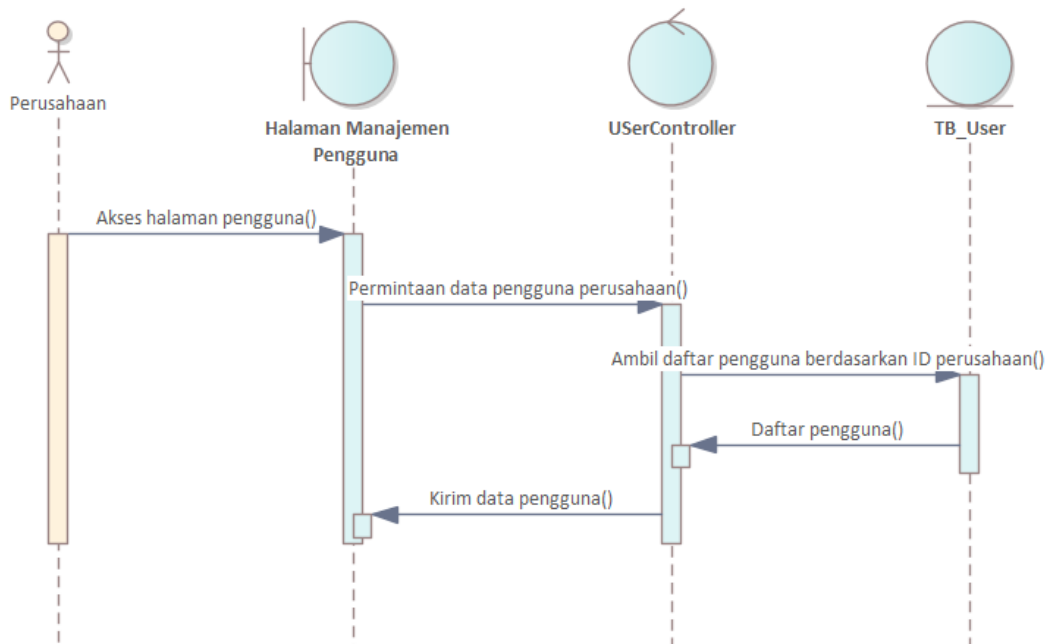 Perusahaan
Halaman Manajemen
Pengguna
USerController
TB_User
Akses halaman pengguna()
Permintaan data pengguna perusahaan()
Ambil daftar pengguna berdasarkan ID perusahaan()
Daftar pengguna()
Kirim data pengguna()